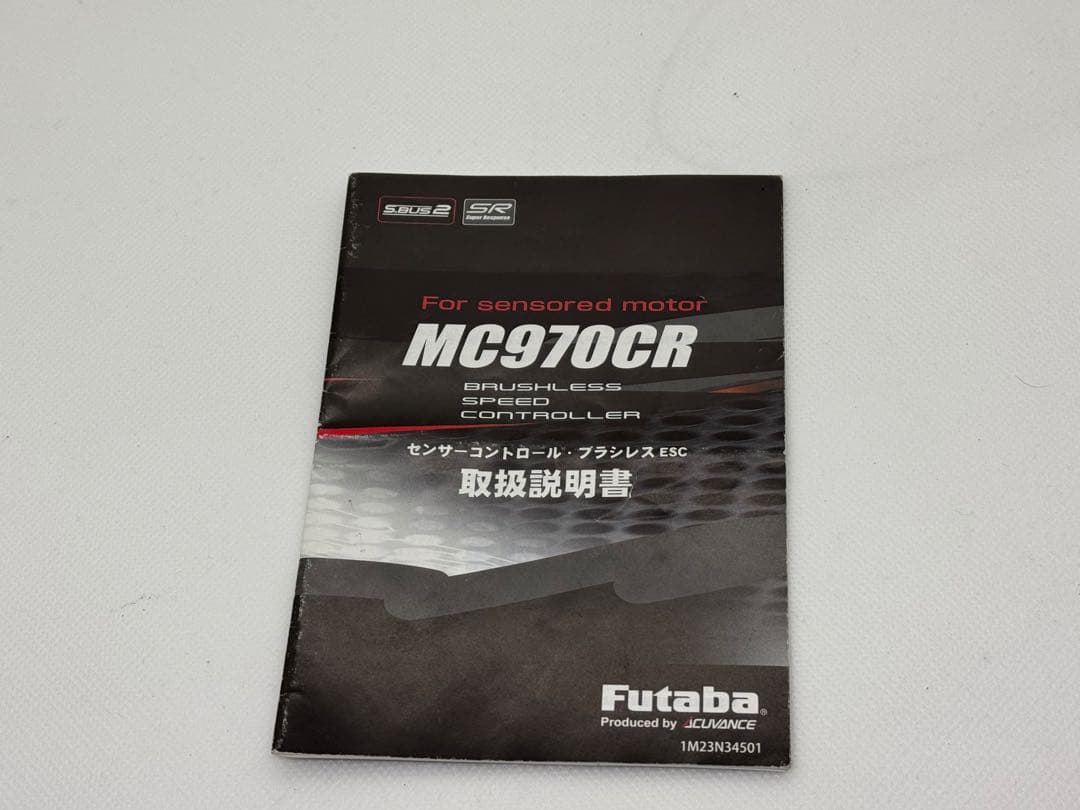 S.BUS2 SR
Super Response
For sensored motor
MC970CR
BRUSHLESS
SPEED
CONTROLLER
センサーコントロール・ブラシレス ESC
取扱説明書
Futaba®
Produced by ACUVANCE
1M23N34501